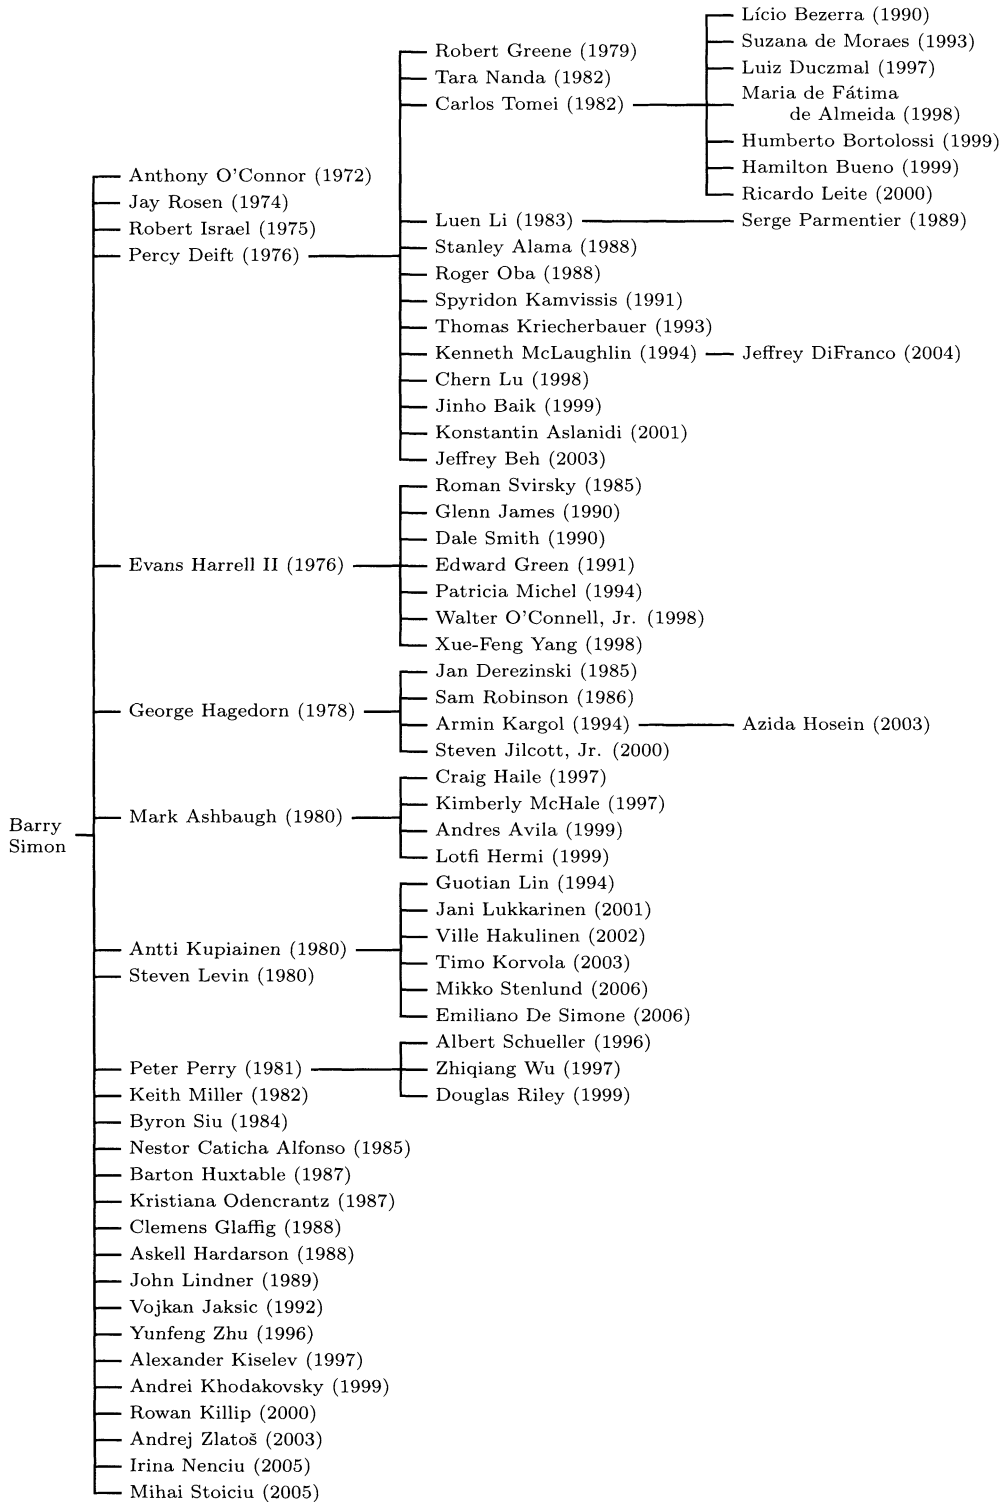 Barry
Simon
Anthony O'Connor (1972)
Jay Rosen (1974)
Robert Israel (1975)
Percy Deift (1976)
Evans Harrell II (1976)
George Hagedorn (1978)
Mark Ashbaugh (1980)
Antti Kupiainen (1980)
Steven Levin (1980)
Peter Perry (1981)
Keith Miller (1982)
Byron Siu (1984)
Nestor Caticha Alfonso (1985)
Barton Huxtable (1987)
Kristiana Odencrantz (1987)
Clemens Glaffig (1988)
Askell Hardarson (1988)
John Lindner (1989)
Vojkan Jaksic (1992)
Yunfeng Zhu (1996)
Alexander Kiselev (1997)
Andrei Khodakovsky (1999)
Rowan Killip (2000)
Andrej Zlatoš (2003)
Irina Nenciu (2005)
Mihai Stoiciu (2005)
Robert Greene (1979)
Tara Nanda (1982)
Carlos Tomei (1982)
Luen Li (1983)
Stanley Alama (1988)
Roger Oba (1988)
Spyridon Kamvissis (1991)
Thomas Kriecherbauer (1993)
Kenneth McLaughlin (1994)
Chern Lu (1998)
Jinho Baik (1999)
Konstantin Aslanidi (2001)
Jeffrey Beh (2003)
Roman Svirsky (1985)
Glenn James (1990)
Dale Smith (1990)
Edward Green (1991)
Patricia Michel (1994)
Walter O'Connell, Jr. (1998)
Xue-Feng Yang (1998)
Jan Derezinski (1985)
Sam Robinson (1986)
Armin Kargol (1994)
Steven Jilcott, Jr. (2000)
Craig Haile (1997)
Kimberly McHale (1997)
Andres Avila (1999)
Lotfi Hermi (1999)
Guotian Lin (1994)
Jani Lukkarinen (2001)
Ville Hakulinen (2002)
Timo Korvola (2003)
Mikko Stenlund (2006)
Emiliano De Simone (2006)
Albert Schueller (1996)
Zhiqiang Wu (1997)
Douglas Riley (1999)
Lício Bezerra (1990)
Suzana de Moraes (1993)
Luiz Duczmal (1997)
Maria de Fátima
de Almeida (1998)
Humberto Bortolossi (1999)
Hamilton Bueno (1999)
Ricardo Leite (2000)
Serge Parmentier (1989)
Jeffrey DiFranco (2004)
Azida Hosein (2003)